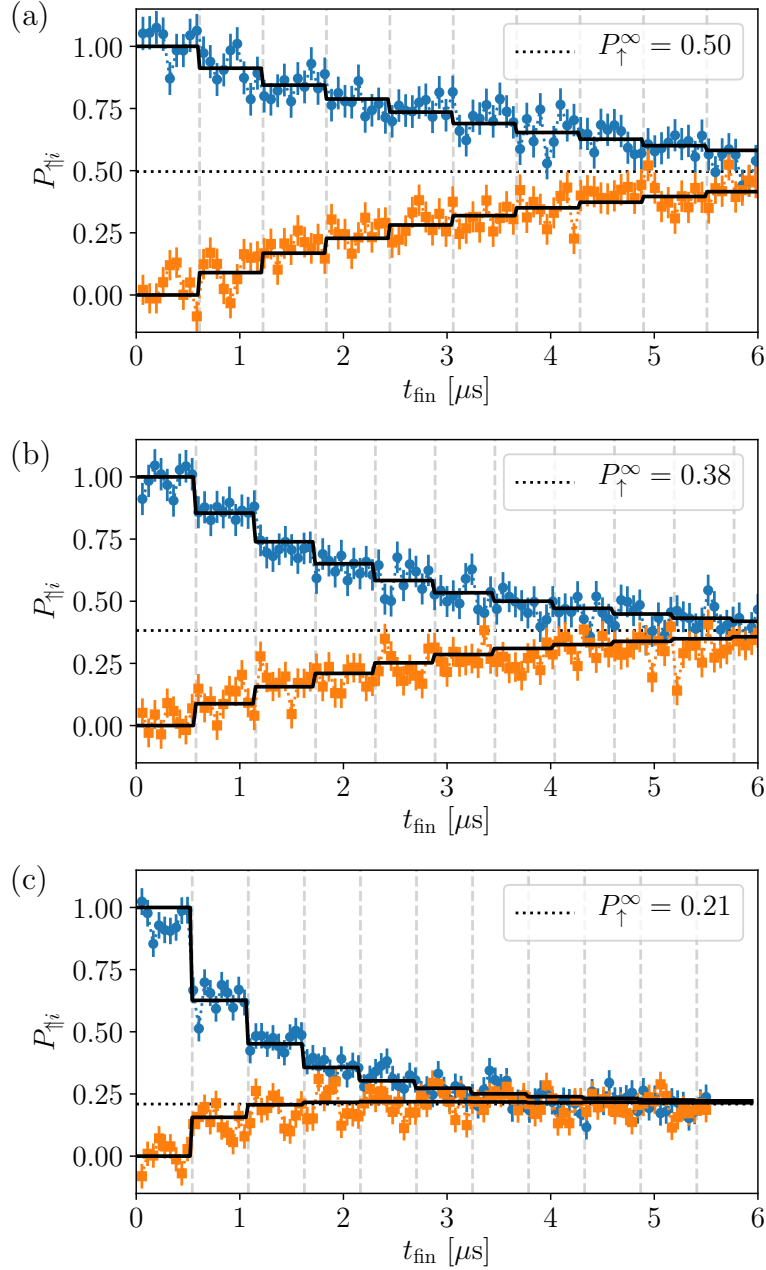 (a)
1.00
0.75
0.50
0.25
0.00
P⇑‖i
P↑∞ = 0.50
0 1 2 3 4 5 6
tfin [μs]
(b)
1.00
0.75
0.50
0.25
0.00
P⇑‖i
P↑∞ = 0.38
0 1 2 3 4 5 6
tfin [μs]
(c)
1.00
0.75
0.50
0.25
0.00
P⇑‖i
P↑∞ = 0.21
0 1 2 3 4 5 6
tfin [μs]